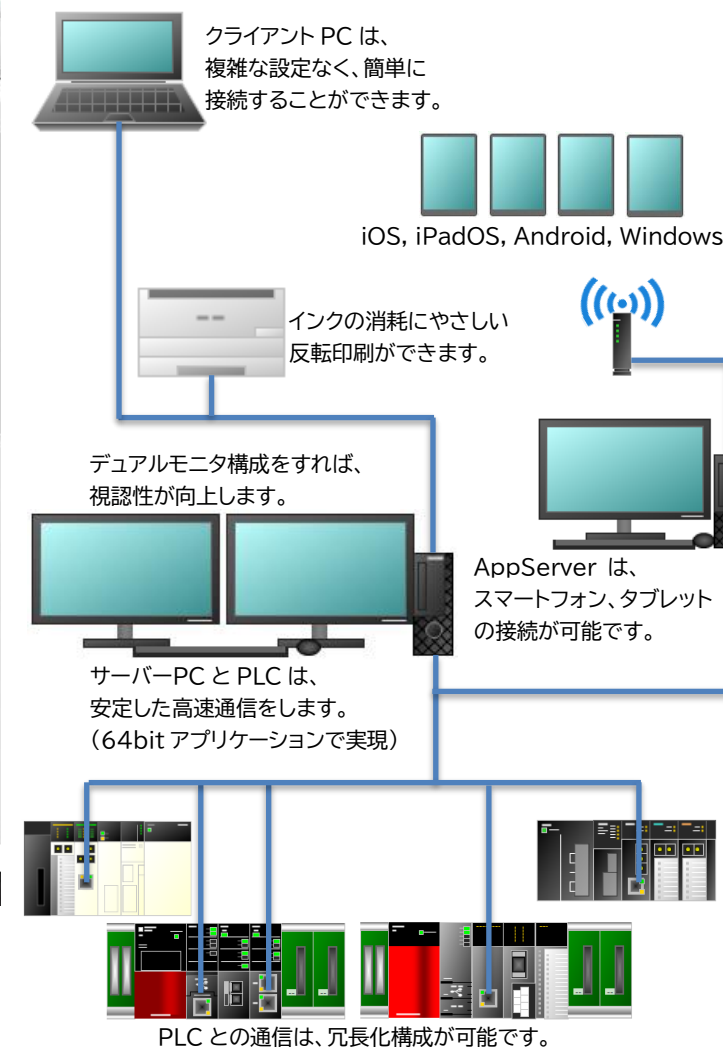 クライアント PC は、
複雑な設定なく、簡単に
接続することができます。
iOS, iPadOS, Android, Windows
インクの消耗にやさしい
反転印刷ができます。
デュアルモニタ構成をすれば、
視認性が向上します。
AppServer は、
スマートフォン、タブレット
の接続が可能です。
サーバーPC と PLC は、
安定した高速通信をします。
(64bit アプリケーションで実現)
PLC との通信は、冗長化構成が可能です。